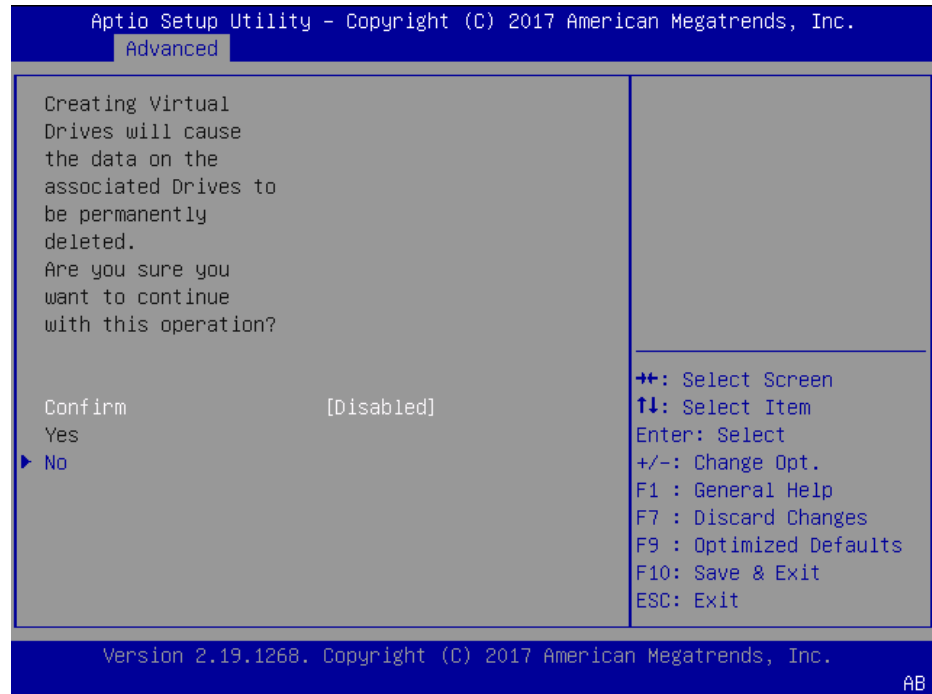 Aptio Setup Utility – Copyright (C) 2017 American Megatrends, Inc.
Advanced
Creating Virtual
Drives will cause
the data on the
associated Drives to
be permanently
deleted.
Are you sure you
want to continue
with this operation?
Confirm [Disabled]
Yes
No
→←: Select Screen
↑↓: Select Item
Enter: Select
+/-: Change Opt.
F1 : General Help
F7 : Discard Changes
F9 : Optimized Defaults
F10: Save & Exit
ESC: Exit
Version 2.19.1268. Copyright (C) 2017 American Megatrends, Inc.
AB